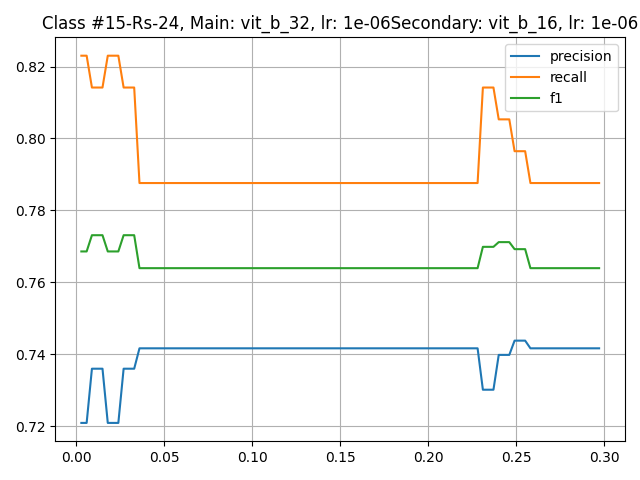 Class #15-Rs-24, Main: vit_b_32, lr: 1e-06Secondary: vit_b_16, lr: 1e-06
precision
recall
f1
0.82
0.80
0.78
0.76
0.74
0.72
0.00 0.05 0.10 0.15 0.20 0.25 0.30